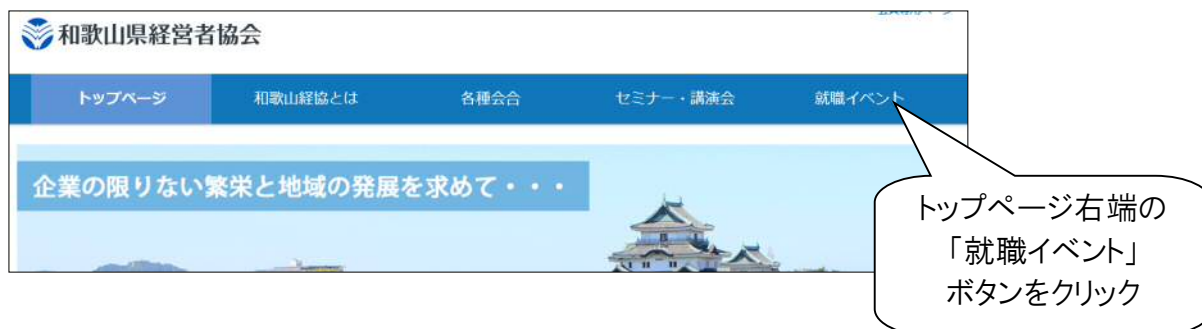 和歌山県経営者協会
トップページ
和歌山経協とは
各種会合
セミナー・講演会
就職イベント
企業の限りない繁栄と地域の発展を求めて・・・
トップページ右端の
「就職イベント」
ボタンをクリック